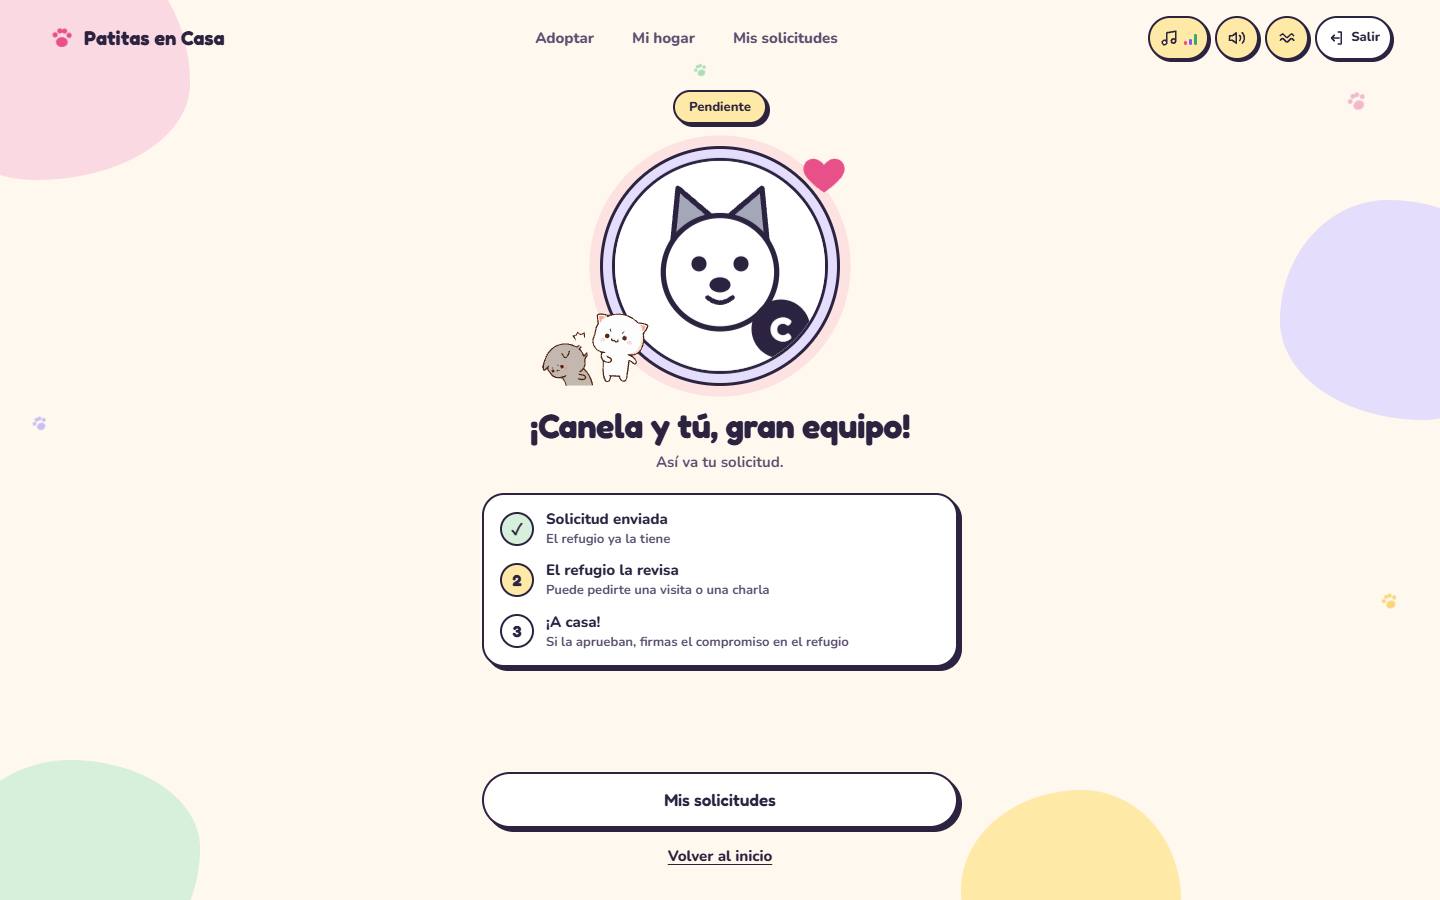 Patitas en Casa
Adoptar
Mi hogar
Mis solicitudes
Salir
Pendiente
C
¡Canela y tú, gran equipo!
Así va tu solicitud.
✓
Solicitud enviada
El refugio ya la tiene
2
El refugio la revisa
Puede pedirte una visita o una charla
3
¡A casa!
Si la aprueban, firmas el compromiso en el refugio
Mis solicitudes
Volver al inicio